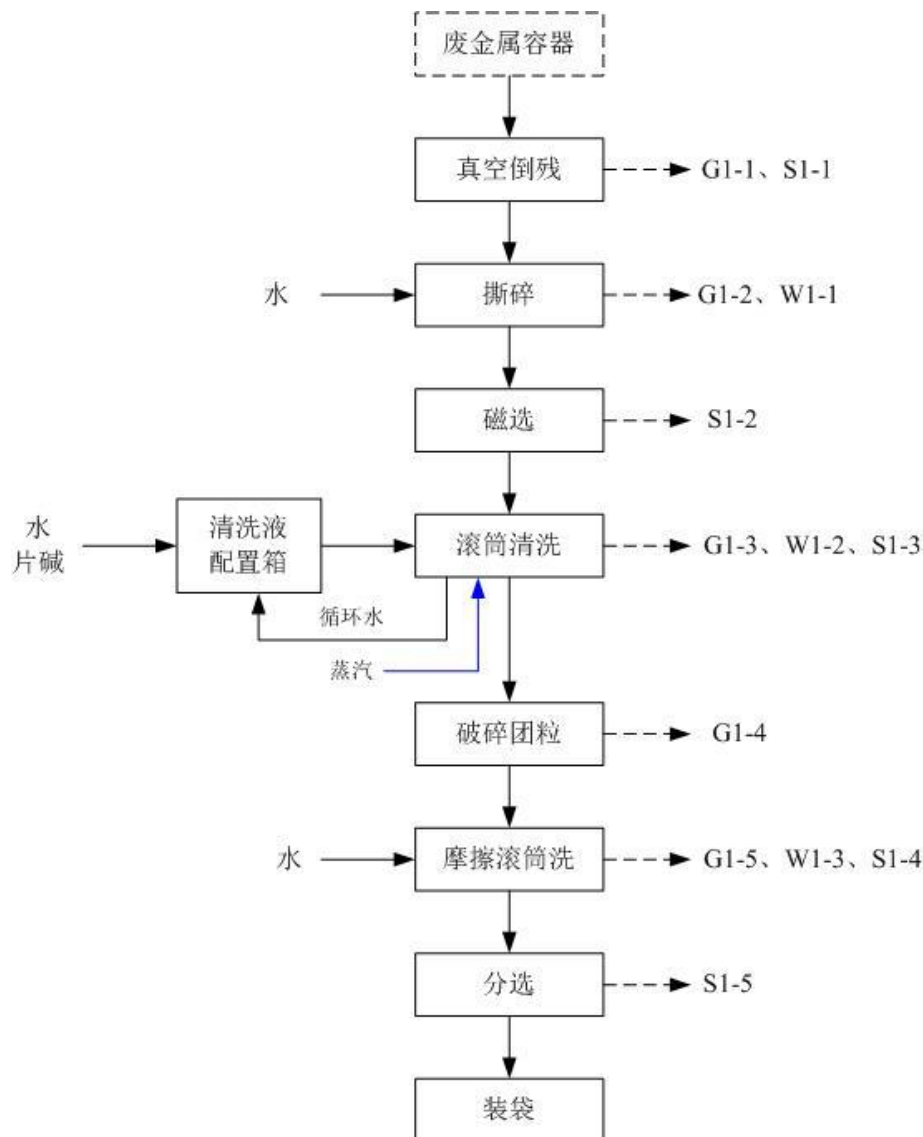 废金属容器
真空倒残
G1-1、S1-1
水
撕碎
G1-2、W1-1
磁选
S1-2
水
片碱
清洗液
配置箱
滚筒清洗
G1-3、W1-2、S1-3
循环水
蒸汽
破碎团粒
G1-4
水
摩擦滚筒洗
G1-5、W1-3、S1-4
分选
S1-5
装袋